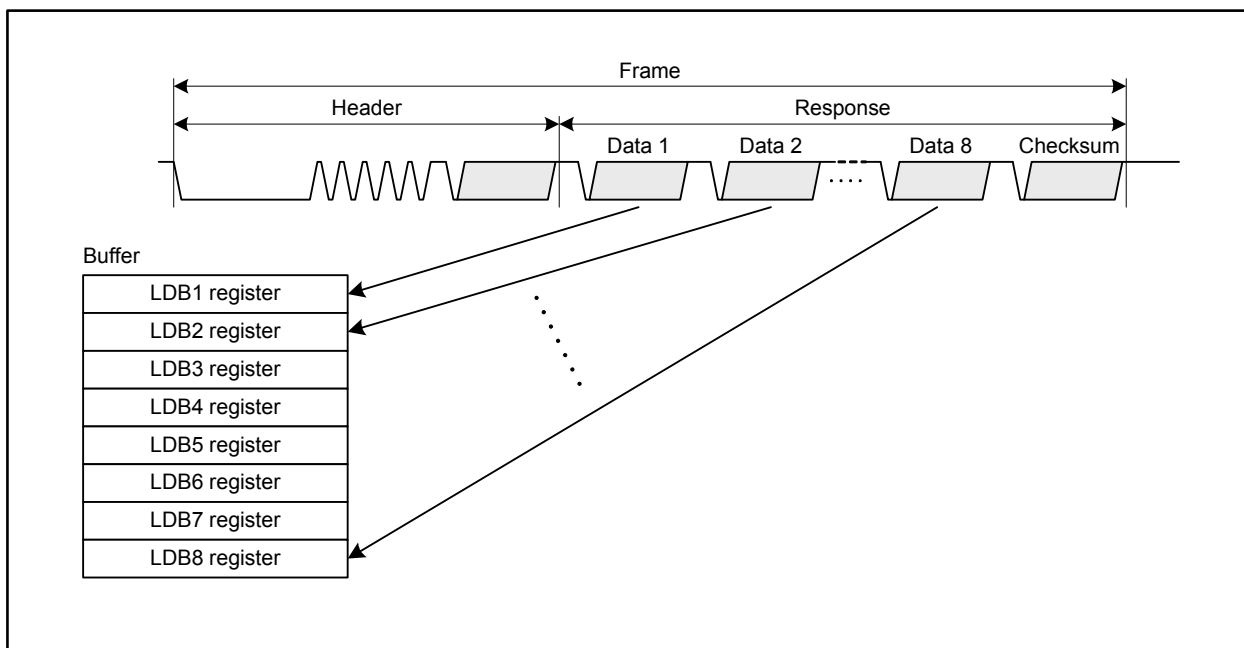 Frame
Header Response
Data 1 Data 2 Data 8 Checksum
Buffer
LDB1 register
LDB2 register
LDB3 register
LDB4 register
LDB5 register
LDB6 register
LDB7 register
LDB8 register